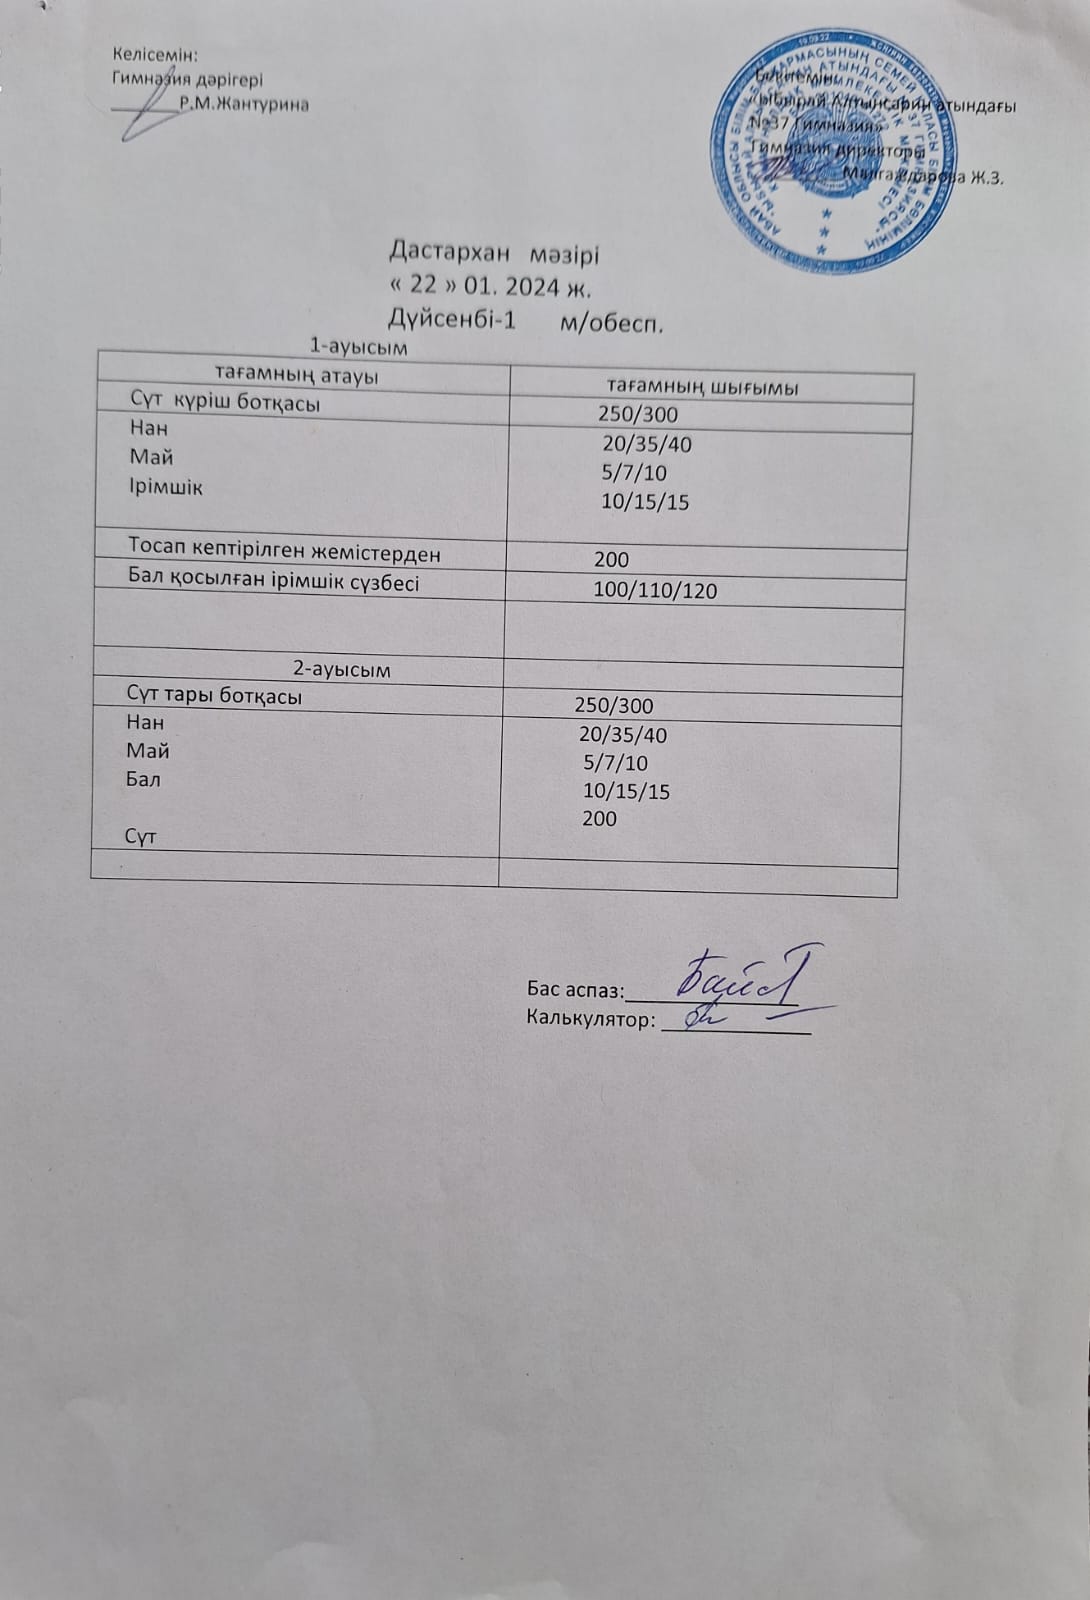 Келісемін:
Гимназия дәрігері
Р.М.Жантурина
Бекітемін:
«Ыбырай Алтынсарин атындағы
№37 Гимназия»
Гимназия директоры
Ж.З.
Дастархан мәзірі
« 22 » 01. 2024 ж.
Дүйсенбі-1 м/обесп.
1-ауысым
тағамның атауы тағамның шығымы
Сүт күріш ботқасы 250/300
Нан 20/35/40
Май 5/7/10
Ірімшік 10/15/15
Тосап кептірілген жемістерден 200
Бал қосылған ірімшік сүзбесі 100/110/120
2-ауысым
Сүт тары ботқасы 250/300
Нан 20/35/40
Май 5/7/10
Бал 10/15/15
200
Сүт
Бас аспаз:
Калькулятор: